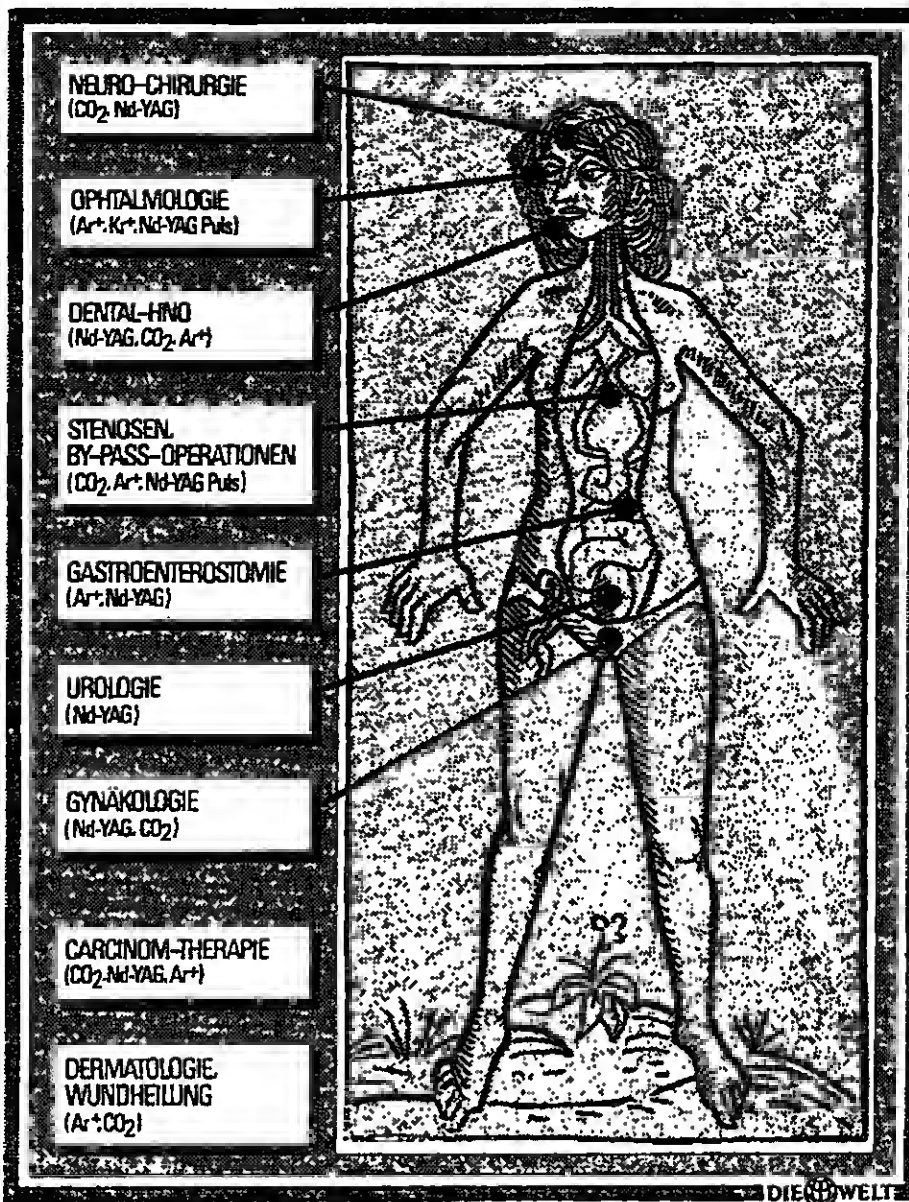 NEURO-CHIRURGIE
(CO₂, Nd-YAG)
OPHTALMOLOGIE
(Ar⁺, Kr⁺, Nd-YAG Puls)
DENTAL-HNO
(Nd-YAG, CO₂, Ar⁺)
STENOSEN,
BY-PASS-OPERATIONEN
(CO₂, Ar⁺, Nd-YAG Puls)
GASTROENTEROSTOMIE
(Ar⁺, Nd-YAG)
UROLOGIE
(Nd-YAG)
GYNÄKOLOGIE
(Nd-YAG, CO₂)
CARCINOM-THERAPIE
(CO₂, Nd-YAG, Ar⁺)
DERMATOLOGIE,
WUNDHEILUNG
(Ar⁺, CO₂)
DIE WELT